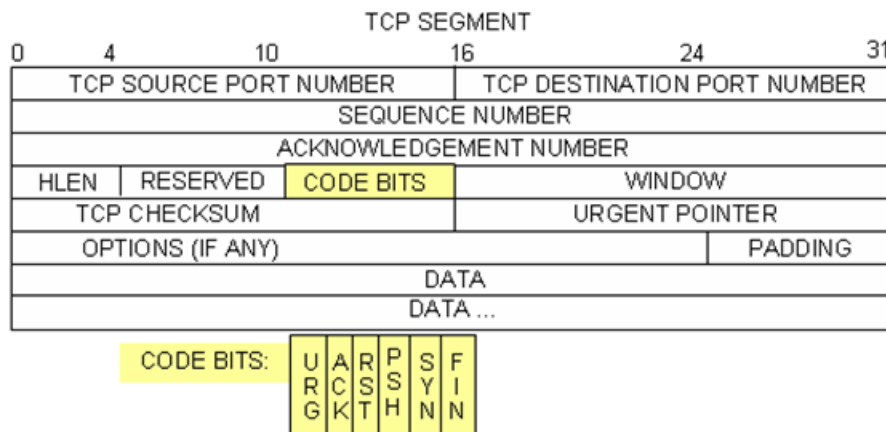 TCP SEGMENT
0 4 10 16 24 31
TCP SOURCE PORT NUMBER TCP DESTINATION PORT NUMBER
SEQUENCE NUMBER
ACKNOWLEDGEMENT NUMBER
HLEN RESERVED CODE BITS WINDOW
TCP CHECKSUM URGENT POINTER
OPTIONS (IF ANY) PADDING
DATA
DATA ...
CODE BITS: URG ACK RST PSH SYN FIN